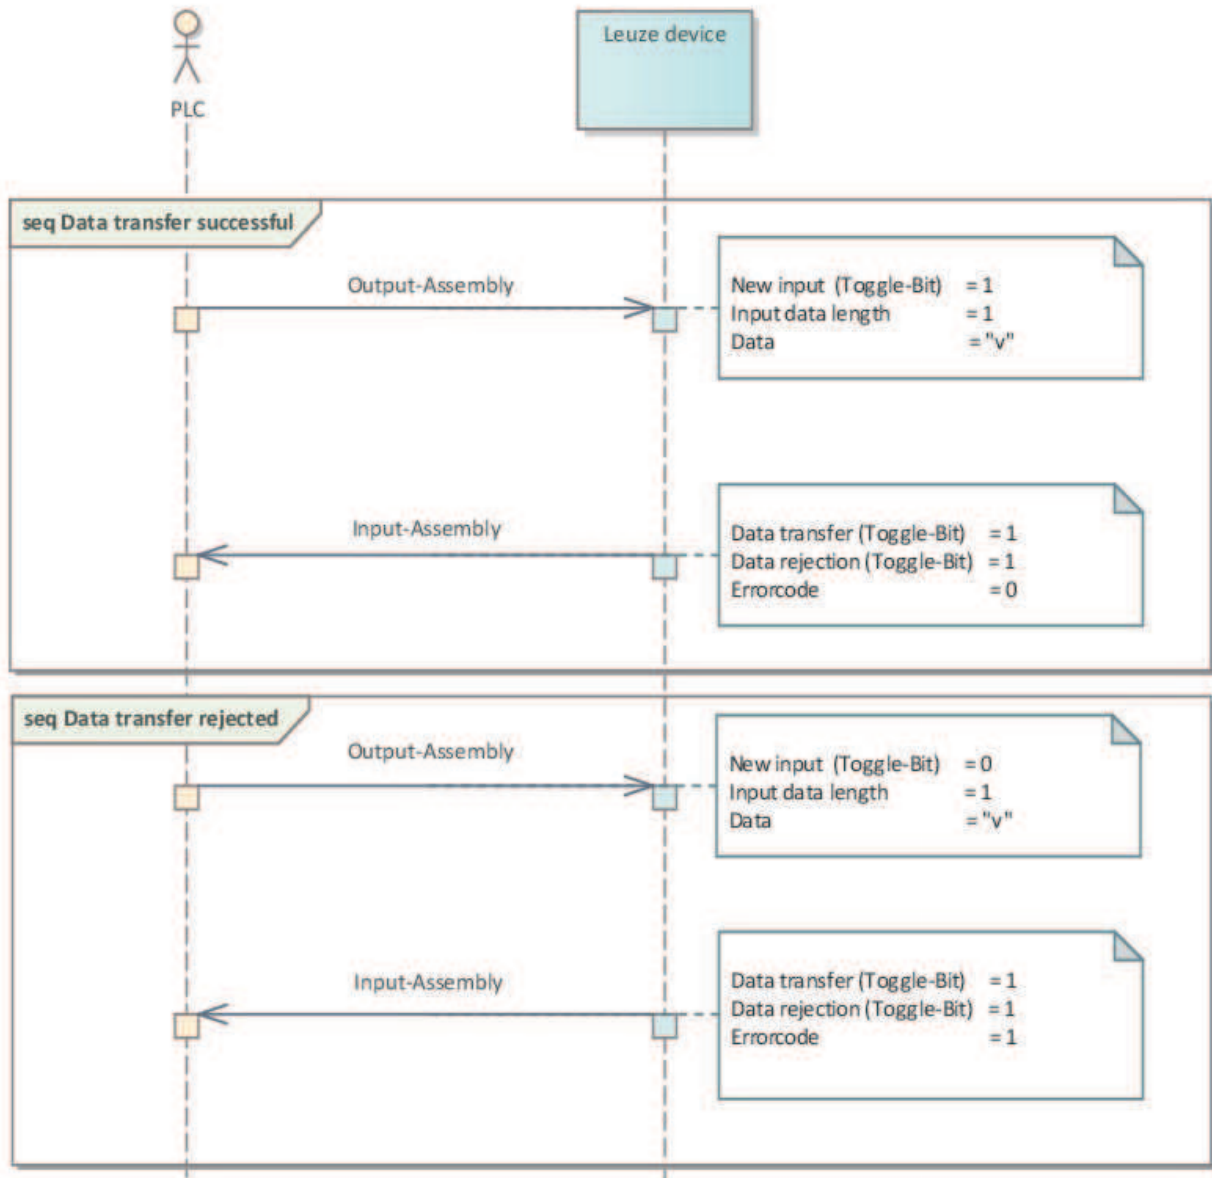 Leuze device
PLC
seq Data transfer successful
Output-Assembly
New input (Toggle-Bit) = 1
Input data length = 1
Data = "v"
Input-Assembly
Data transfer (Toggle-Bit) = 1
Data rejection (Toggle-Bit) = 1
Errorcode = 0
seq Data transfer rejected
Output-Assembly
New input (Toggle-Bit) = 0
Input data length = 1
Data = "v"
Input-Assembly
Data transfer (Toggle-Bit) = 1
Data rejection (Toggle-Bit) = 1
Errorcode = 1